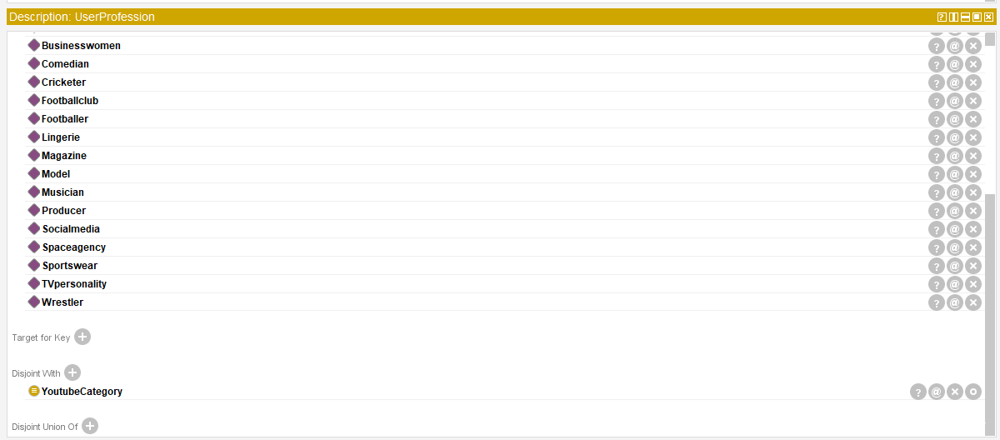 Description: UserProfession
Businesswomen
Comedian
Cricketer
Footballclub
Footballer
Lingerie
Magazine
Model
Musician
Producer
Socialmedia
Spaceagency
Sportswear
TVpersonality
Wrestler
Target for Key
Disjoint With
YoutubeCategory
Disjoint Union Of